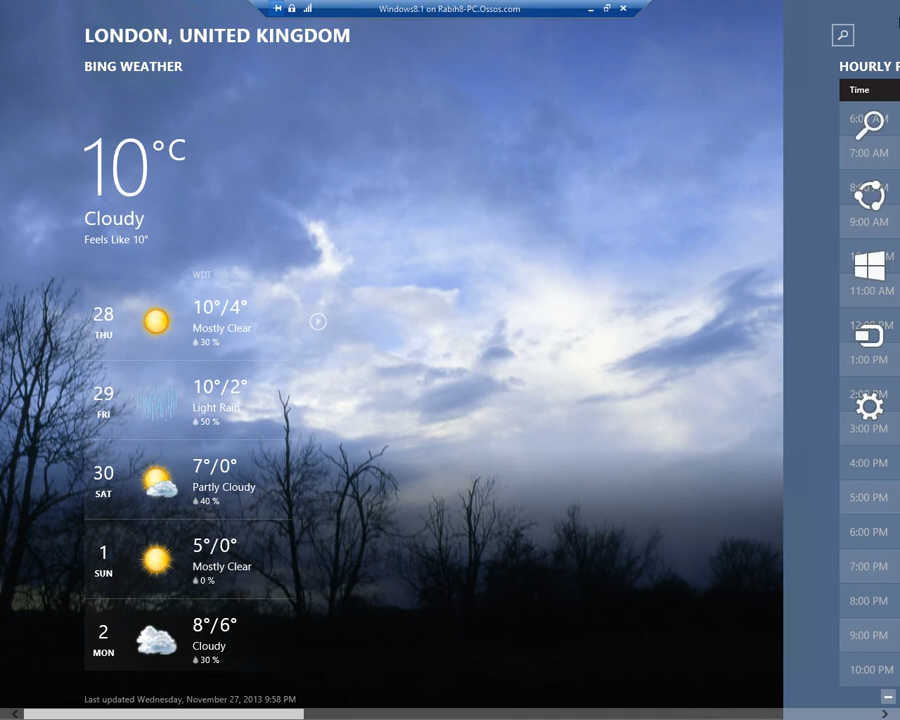 Windows8.1 on Rabih8-PC.Ossos.com
LONDON, UNITED KINGDOM
BING WEATHER
10°C
Cloudy
Feels Like 10°
WDT
28
THU
10°/4°
Mostly Clear
30 %
29
FRI
10°/2°
Light Rain
50 %
30
SAT
7°/0°
Partly Cloudy
40 %
1
SUN
5°/0°
Mostly Clear
0 %
2
MON
8°/6°
Cloudy
30 %
Last updated Wednesday, November 27, 2013 9:58 PM
HOURLY
Time
7:00 AM
9:00 AM
11:00 AM
1:00 PM
3:00 PM
4:00 PM
5:00 PM
6:00 PM
7:00 PM
8:00 PM
9:00 PM
10:00 PM